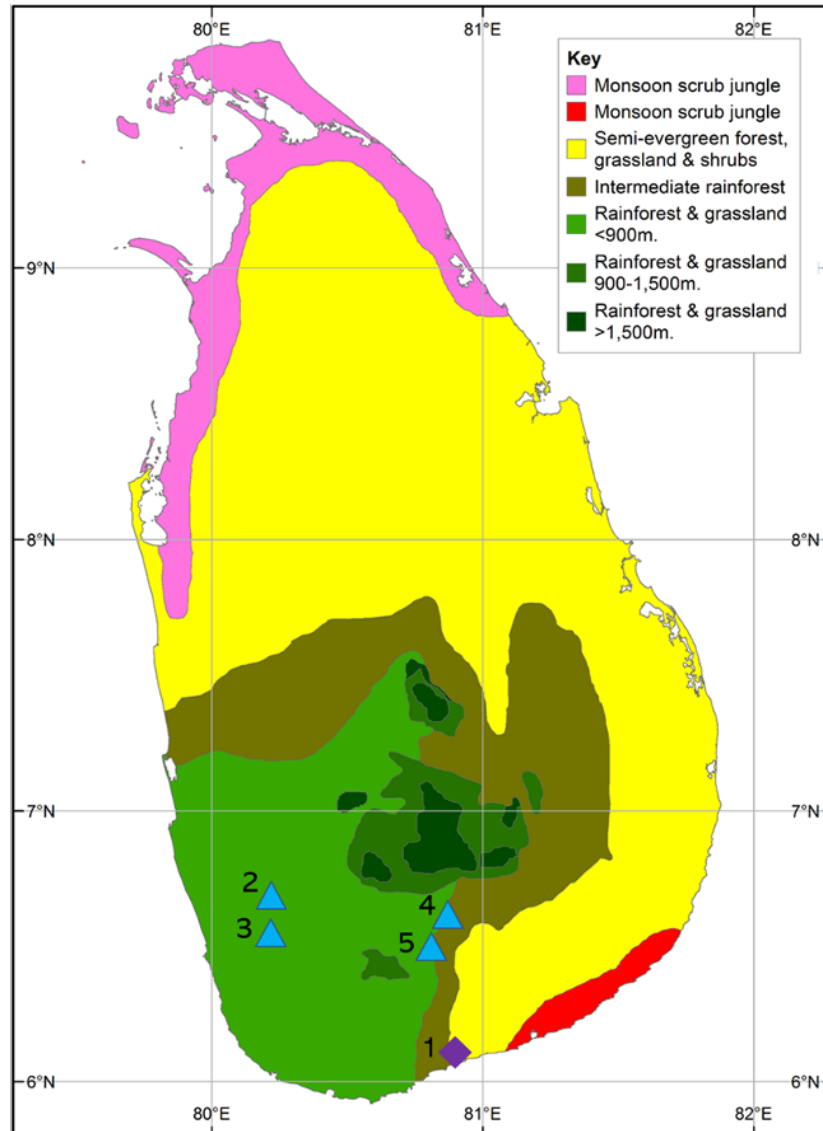 80°E
81°E
82°E
Key
Monsoon scrub jungle
Monsoon scrub jungle
Semi-evergreen forest,
grassland & shrubs
Intermediate rainforest
Rainforest & grassland
<900m.
Rainforest & grassland
900-1,500m.
Rainforest & grassland
>1,500m.
9°N
8°N
8°N
7°N
7°N
2
3
4
5
1
6°N
6°N
80°E
81°E
82°E